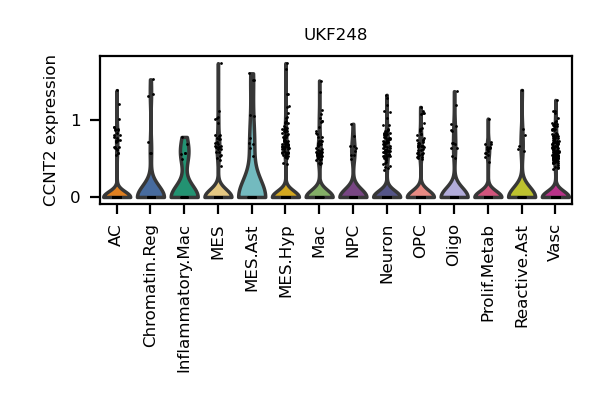 UKF248
CCNT2 expression
1
0
AC
Chromatin.Reg
Inflammatory.Mac
MES
MES.Ast
MES.Hyp
Mac
NPC
Neuron
OPC
Oligo
Prolif.Metab
Reactive.Ast
Vasc